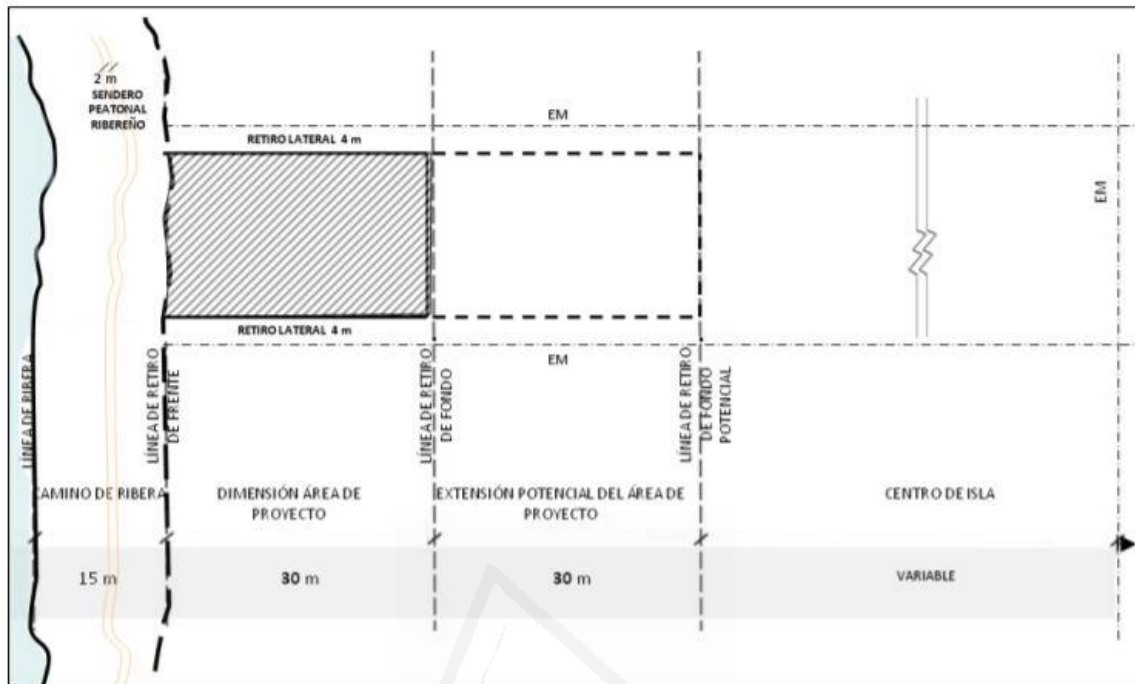 2 m
SENDERO
PEATONAL
RIBEREÑO
EM
RETIRO LATERAL 4 m
EM
RETIRO LATERAL 4 m
EM
LÍNEA DE RIBERA
LÍNEA DE RETIRO
DE FRENTE
LÍNEA DE RETIRO
DE FONDO
LÍNEA DE RETIRO
DE FONDO
POTENCIAL
CAMINO DE RIBERA
DIMENSIÓN ÁREA DE
PROYECTO
EXTENSIÓN POTENCIAL DEL ÁREA DE
PROYECTO
CENTRO DE ISLA
15 m
30 m
30 m
VARIABLE